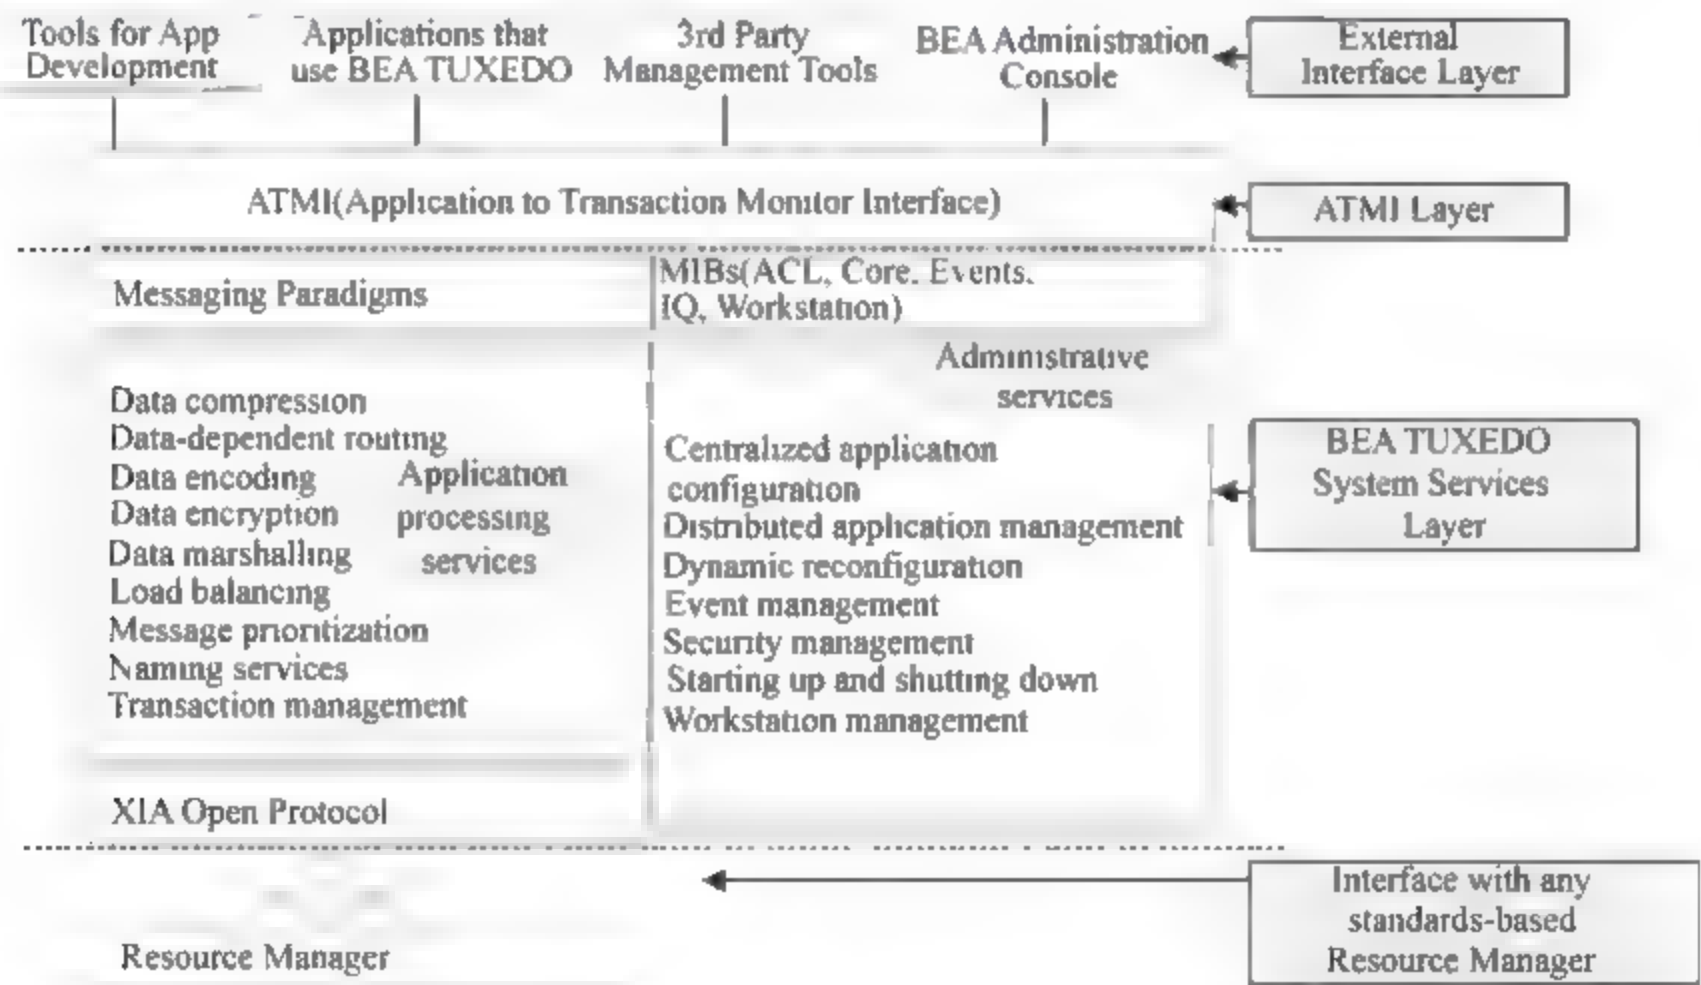 Tools for App
Development
Applications that
use BEA TUXEDO
3rd Party
Management Tools
BEA Administration
Console
External
Interface Layer
ATMI(Application to Transaction Monitor Interface)
ATMI Layer
Messaging Paradigms
MIBs(ACL, Core. Events.
IQ, Workstation)
Administrative
services
Data compression
Data-dependent routing
Data encoding
Data encryption
Data marshalling
Load balancing
Message prioritization
Naming services
Transaction management
Application
processing
services
Centralized application
configuration
Distributed application management
Dynamic reconfiguration
Event management
Security management
Starting up and shutting down
Workstation management
BEA TUXEDO
System Services
Layer
XIA Open Protocol
Resource Manager
Interface with any
standards-based
Resource Manager